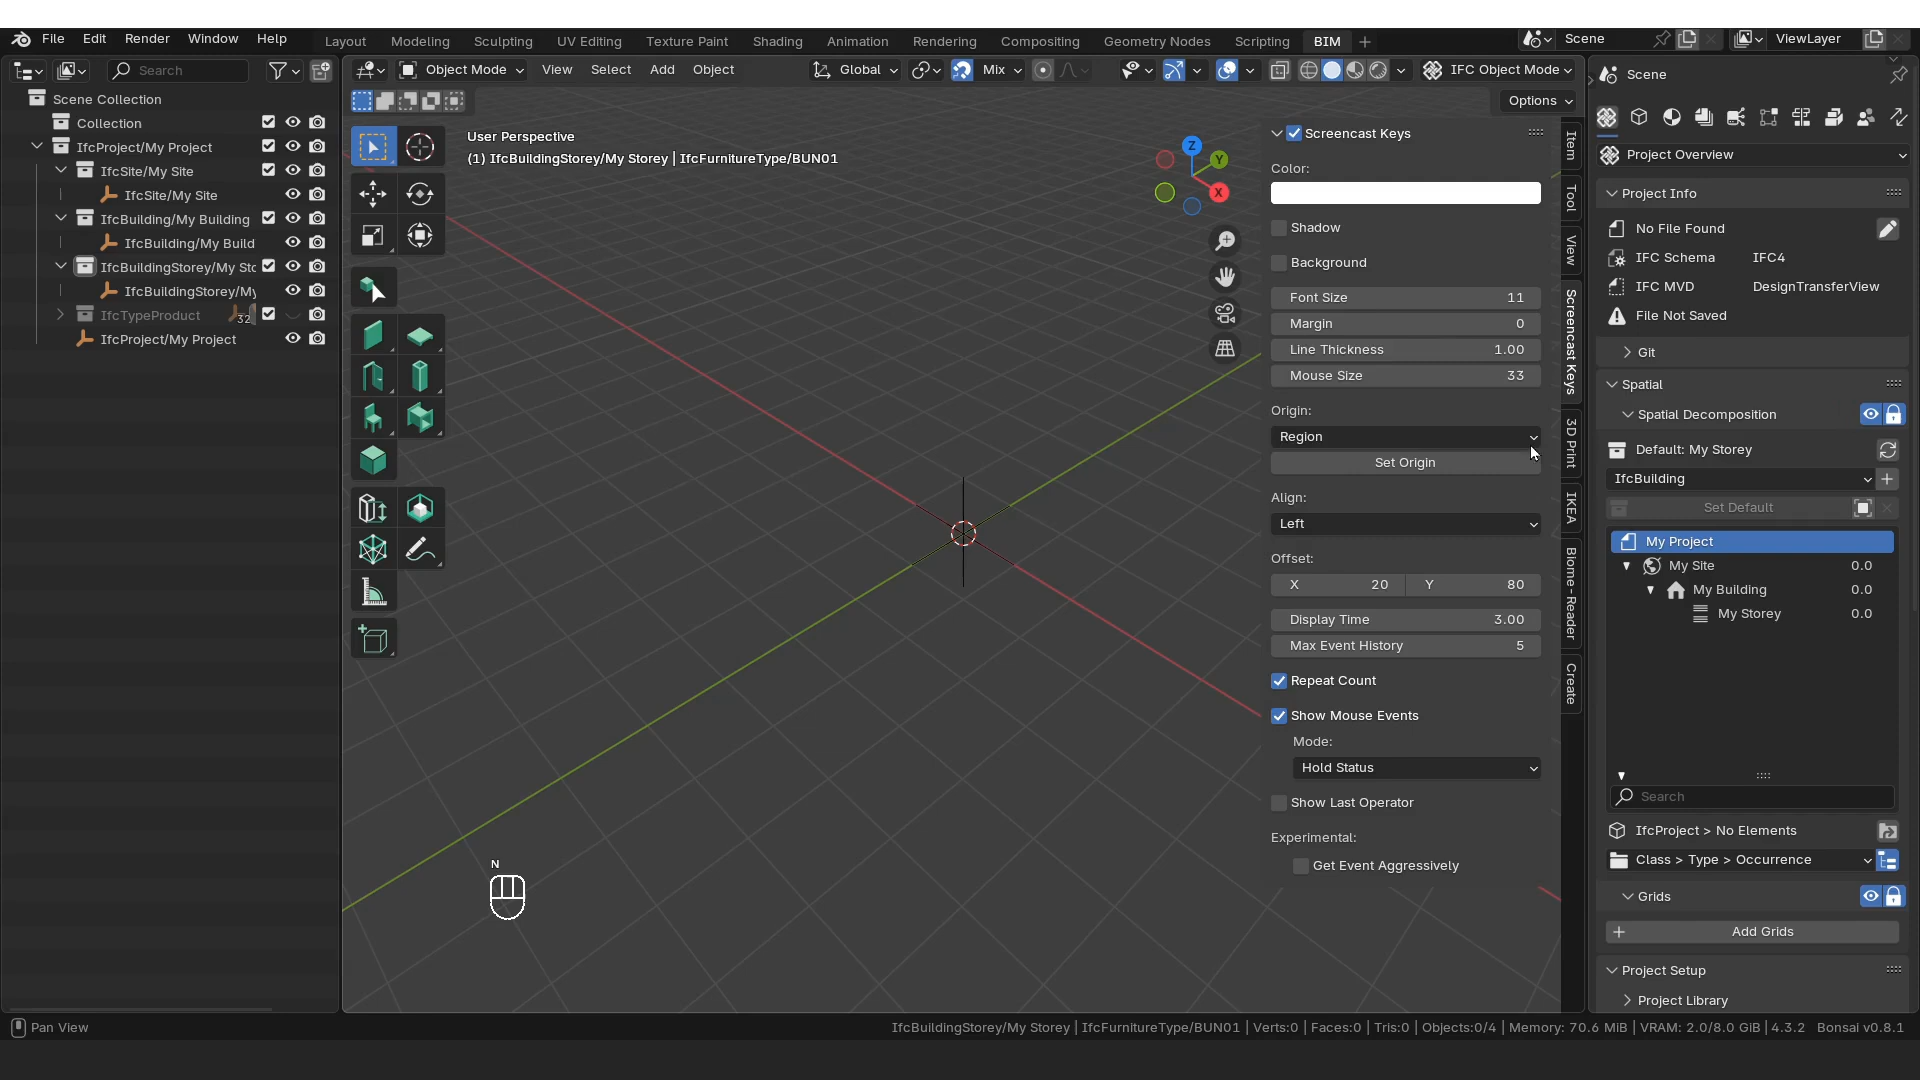 File Edit Render Window Help Layout Modeling Sculpting UV Editing Texture Paint Shading Animation Rendering Compositing Geometry Nodes Scripting BIM Scene ViewLayer
Search
Object Mode View Select Add Object Global Mix IFC Object Mode
Options
Scene Collection
Collection
IfcProject/My Project
IfcSite/My Site
IfcSite/My Site
IfcBuilding/My Building
IfcBuilding/My Build
IfcBuildingStorey/My Stc
IfcBuildingStorey/My
IfcTypeProduct 32
IfcProject/My Project
User Perspective
(1) IfcBuildingStorey/My Storey | IfcFurnitureType/BUN01
Z
Y
X
N
Screencast Keys
Color:
Shadow
Background
Font Size 11
Margin 0
Line Thickness 1.00
Mouse Size 33
Origin:
Region
Set Origin
Align:
Left
Offset:
X 20 Y 80
Display Time 3.00
Max Event History 5
Repeat Count
Show Mouse Events
Mode:
Hold Status
Show Last Operator
Experimental:
Get Event Aggressively
Item
Tool
View
Screencast Keys
3D Print
IKEA
Biome-Reader
Create
Scene
Project Overview
Project Info
No File Found
IFC Schema IFC4
IFC MVD DesignTransferView
File Not Saved
Git
Spatial
Spatial Decomposition
Default: My Storey
IfcBuilding
Set Default
My Project
My Site 0.0
My Building 0.0
My Storey 0.0
Search
IfcProject > No Elements
Class > Type > Occurrence
Grids
Add Grids
Project Setup
Project Library
Pan View
IfcBuildingStorey/My Storey | IfcFurnitureType/BUN01 | Verts:0 | Faces:0 | Tris:0 | Objects:0/4 | Memory: 70.6 MiB | VRAM: 2.0/8.0 GiB | 4.3.2 Bonsai v0.8.1